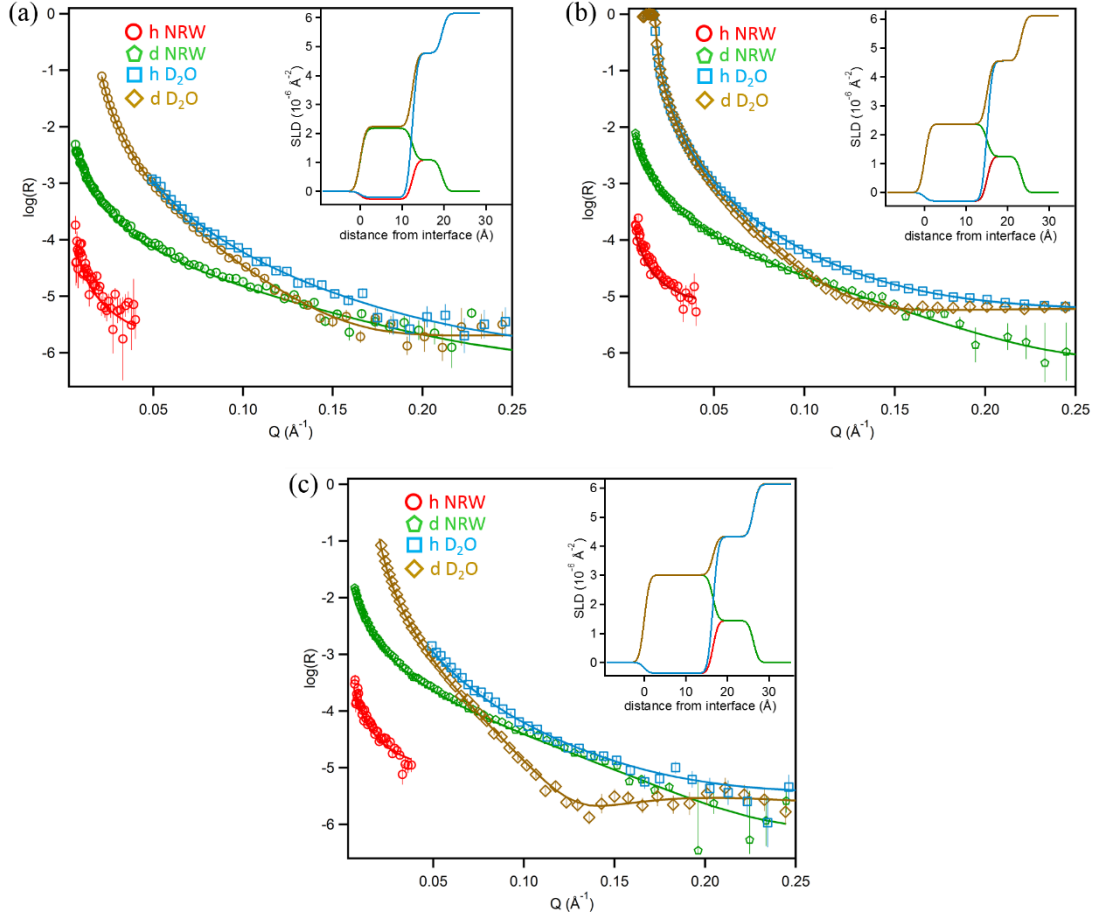 (a)
h NRW
d NRW
h D₂O
d D₂O
0
-1
-2
-3
-4
-5
-6
log(R)
0.05
0.10
0.15
0.20
0.25
Q (Å⁻¹)
6
5
4
3
2
1
0
SLD (10⁻⁶ Å⁻²)
0
10
20
30
distance from interface (Å)
(b)
h NRW
d NRW
h D₂O
d D₂O
0
-1
-2
-3
-4
-5
-6
log(R)
0.05
0.10
0.15
0.20
0.25
Q (Å⁻¹)
6
5
4
3
2
1
0
SLD (10⁻⁶ Å⁻²)
0
10
20
30
distance from interface (Å)
(c)
h NRW
d NRW
h D₂O
d D₂O
0
-1
-2
-3
-4
-5
-6
log(R)
0.05
0.10
0.15
0.20
0.25
Q (Å⁻¹)
6
5
4
3
2
1
0
SLD (10⁻⁶ Å⁻²)
0
10
20
30
distance from interface (Å)